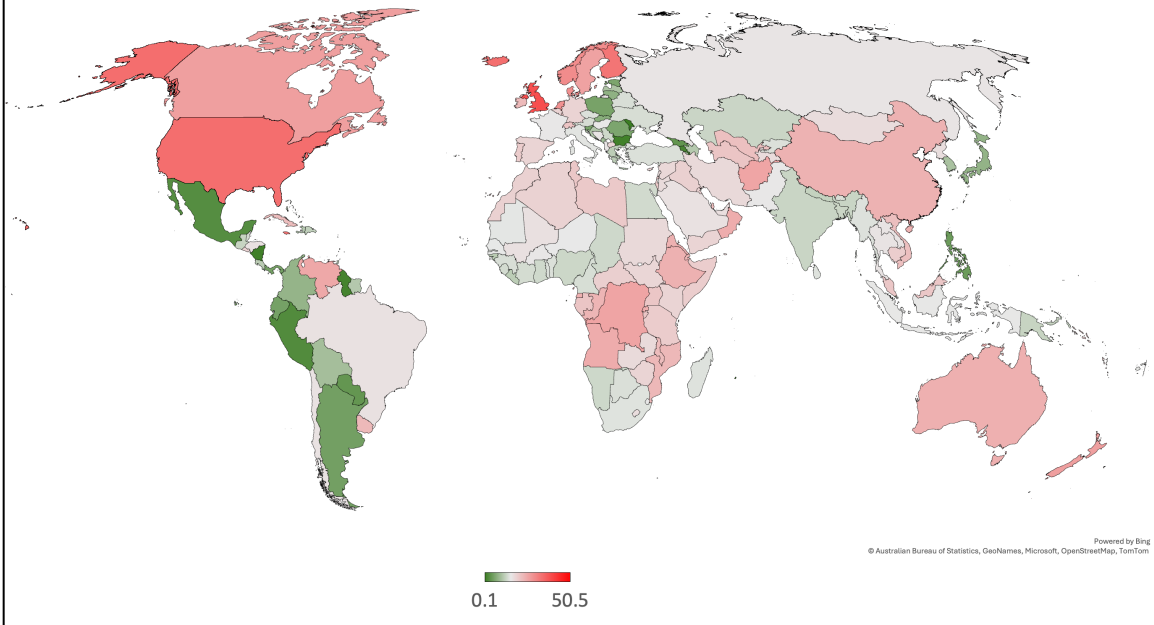 Powered by Bing
© Australian Bureau of Statistics, GeoNames, Microsoft, OpenStreetMap, TomTom
0.1 50.5